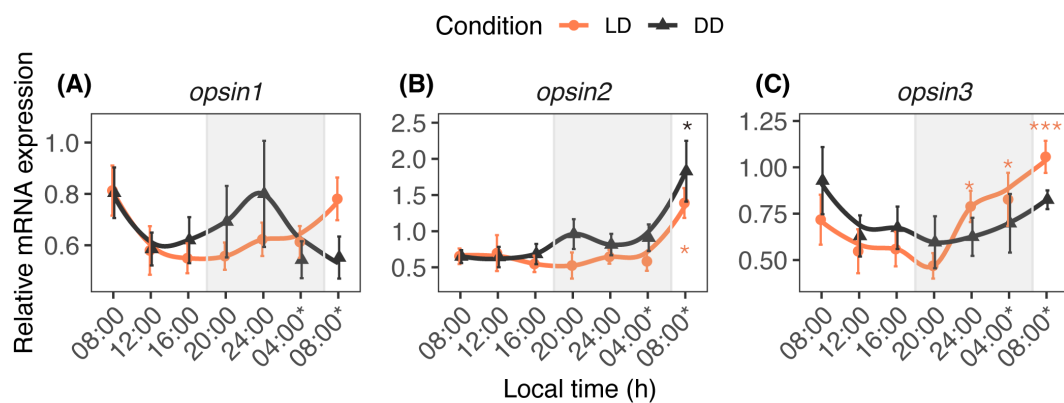 Condition LD DD
Relative mRNA expression
(A) opsin1
1.0
0.8
0.6
08:00 12:00 16:00 20:00 24:00 04:00* 08:00*
(B) opsin2
2.5
2.0
1.5
1.0
0.5
*
*
08:00 12:00 16:00 20:00 24:00 04:00* 08:00*
(C) opsin3
1.25
1.00
0.75
0.50
*
*
***
08:00 12:00 16:00 20:00 24:00 04:00* 08:00*
Local time (h)